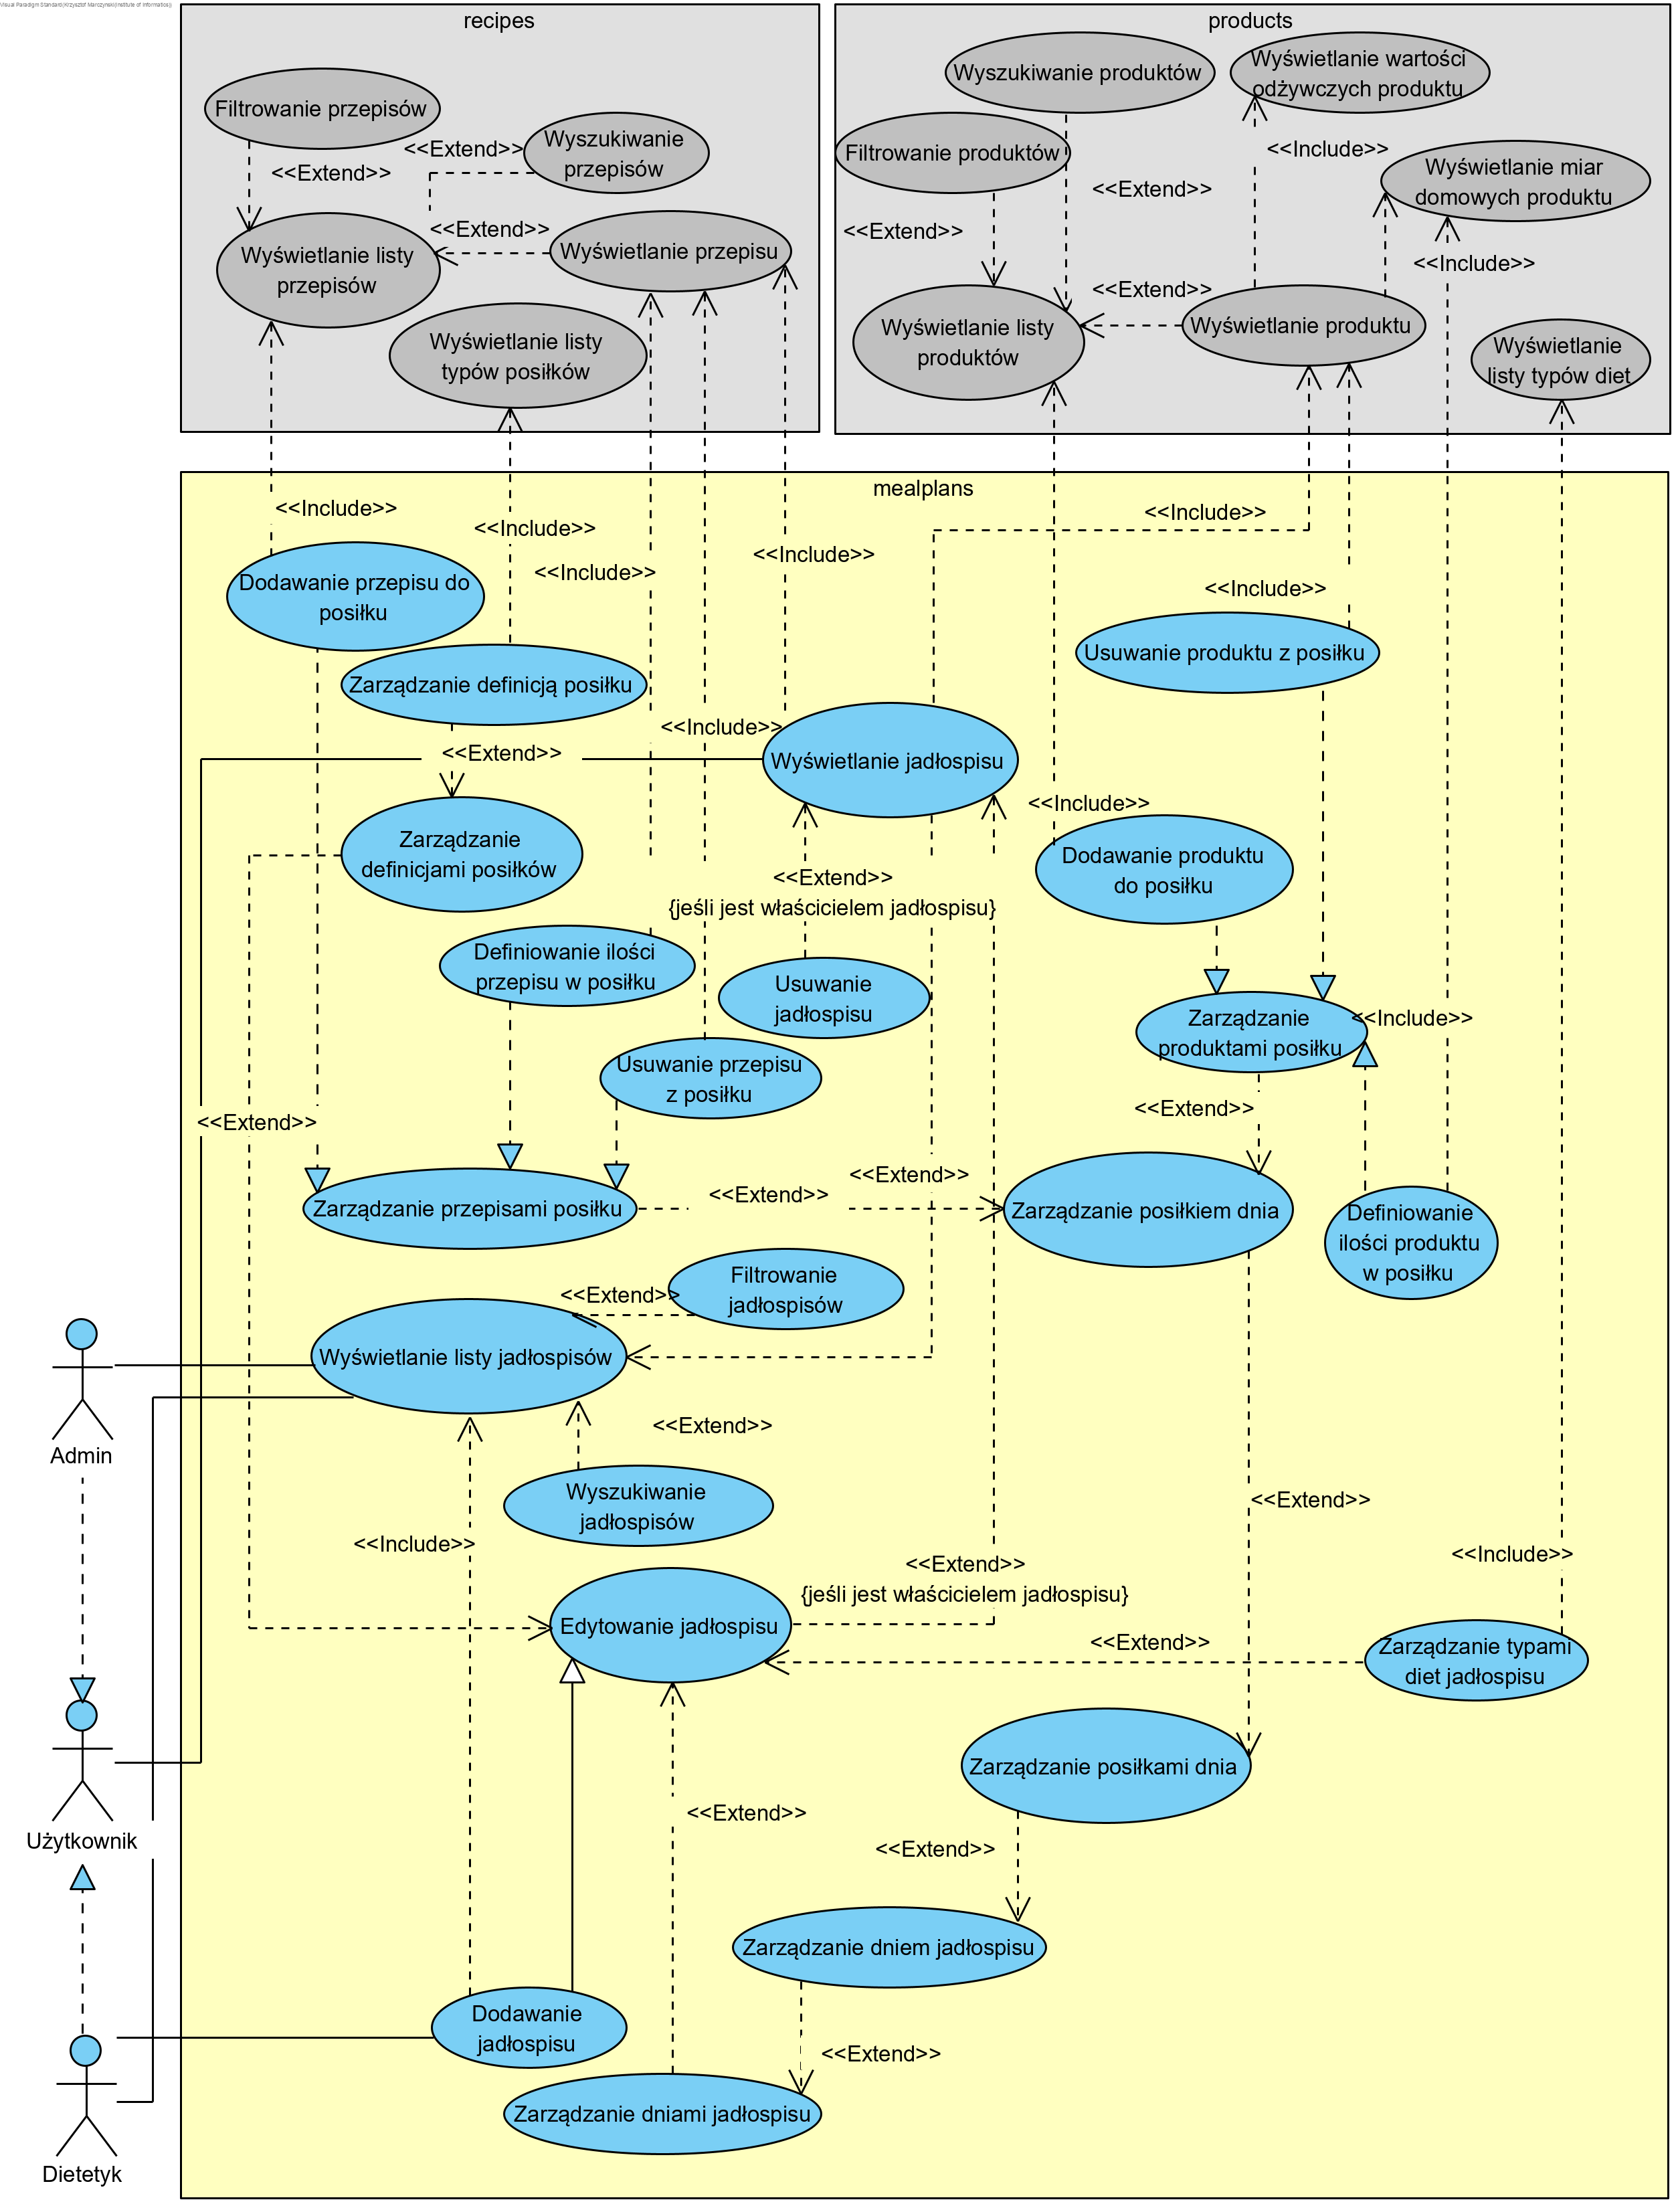 Visual Paradigm Standard(Krzysztof Marczynski(Institute of Informatics))
recipes
products
Filtrowanie przepisów
<<Extend>>
<<Extend>>
Wyszukiwanie
przepisów
Wyświetlanie listy
przepisów
<<Extend>>
Wyświetlanie przepisu
Wyświetlanie listy
typów posiłków
Wyszukiwanie produktów
Wyświetlanie wartości
odżywczych produktu
Filtrowanie produktów
<<Include>>
Wyświetlanie miar
domowych produktu
<<Extend>>
<<Extend>>
<<Include>>
<<Extend>>
Wyświetlanie listy
produktów
Wyświetlanie produktu
Wyświetlanie
listy typów diet
mealplans
<<Include>>
<<Include>>
<<Include>>
<<Include>>
<<Include>>
<<Include>>
Dodawanie przepisu do
posiłku
Zarządzanie definicją posiłku
Usuwanie produktu z posiłku
<<Include>>
<<Extend>>
Wyświetlanie jadłospisu
<<Include>>
Zarządzanie
definicjami posiłków
Dodawanie produktu
do posiłku
<<Extend>>
{jeśli jest właścicielem jadłospisu}
Definiowanie ilości
przepisu w posiłku
Usuwanie
jadłospisu
Zarządzanie
produktami posiłku
<<Include>>
Usuwanie przepisu
z posiłku
<<Extend>>
<<Extend>>
<<Extend>>
<<Extend>>
Zarządzanie przepisami posiłku
Zarządzanie posiłkiem dnia
Definiowanie
ilości produktu
w posiłku
Filtrowanie
jadłospisów
<<Extend>>
Wyświetlanie listy jadłospisów
<<Extend>>
Admin
Wyszukiwanie
jadłospisów
<<Extend>>
<<Include>>
<<Include>>
<<Extend>>
{jeśli jest właścicielem jadłospisu}
Edytowanie jadłospisu
<<Extend>>
Zarządzanie typami
diet jadłospisu
Zarządzanie posiłkami dnia
<<Extend>>
Użytkownik
<<Extend>>
Zarządzanie dniem jadłospisu
Dodawanie
jadłospisu
<<Extend>>
Zarządzanie dniami jadłospisu
Dietetyk